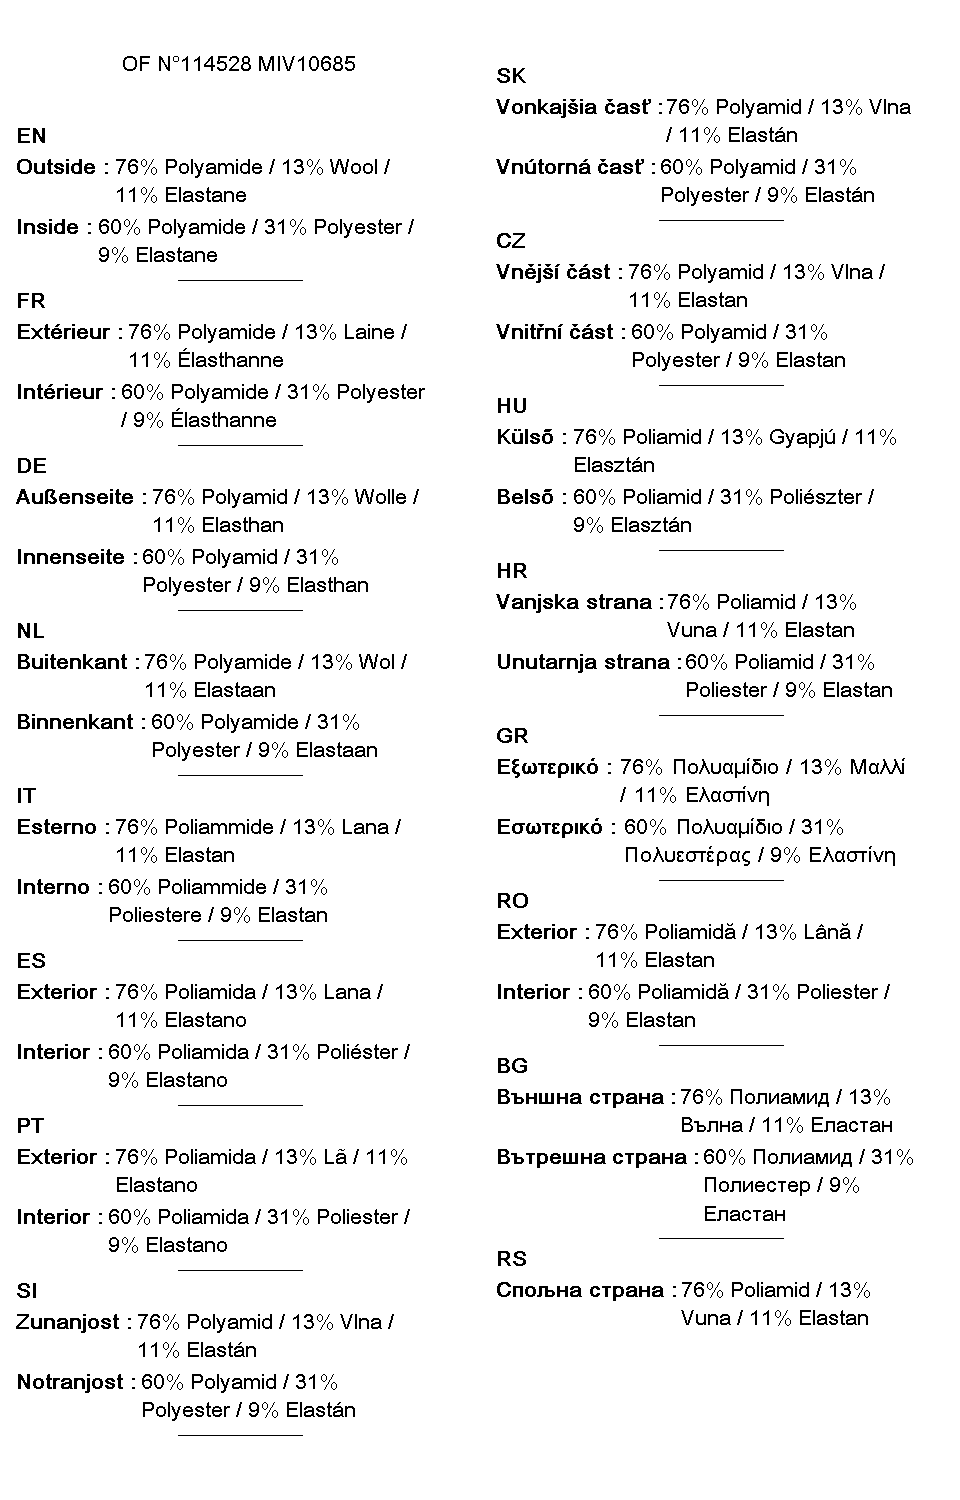 OF N°114528 MIV10685
EN
Outside : 76% Polyamide / 13% Wool /
11% Elastane
Inside : 60% Polyamide / 31% Polyester /
9% Elastane
FR
Extérieur : 76% Polyamide / 13% Laine /
11% Élasthanne
Intérieur : 60% Polyamide / 31% Polyester
/ 9% Élasthanne
DE
Außenseite : 76% Polyamid / 13% Wolle /
11% Elasthan
Innenseite : 60% Polyamid / 31%
Polyester / 9% Elasthan
NL
Buitenkant : 76% Polyamide / 13% Wol /
11% Elastaan
Binnenkant : 60% Polyamide / 31%
Polyester / 9% Elastaan
IT
Esterno : 76% Poliammide / 13% Lana /
11% Elastan
Interno : 60% Poliammide / 31%
Poliestere / 9% Elastan
ES
Exterior : 76% Poliamida / 13% Lana /
11% Elastano
Interior : 60% Poliamida / 31% Poliéster /
9% Elastano
PT
Exterior : 76% Poliamida / 13% Lã / 11%
Elastano
Interior : 60% Poliamida / 31% Poliester /
9% Elastano
SI
Zunanjost : 76% Polyamid / 13% Vlna /
11% Elastán
Notranjost : 60% Polyamid / 31%
Polyester / 9% Elastán
SK
Vonkajšia časť : 76% Polyamid / 13% Vlna
/ 11% Elastán
Vnútorná časť : 60% Polyamid / 31%
Polyester / 9% Elastán
CZ
Vnější část : 76% Polyamid / 13% Vlna /
11% Elastan
Vnitřní část : 60% Polyamid / 31%
Polyester / 9% Elastan
HU
Külső : 76% Poliamid / 13% Gyapjú / 11%
Elasztán
Belső : 60% Poliamid / 31% Poliészter /
9% Elasztán
HR
Vanjska strana : 76% Poliamid / 13%
Vuna / 11% Elastan
Unutarnja strana : 60% Poliamid / 31%
Poliester / 9% Elastan
GR
Εξωτερικό : 76% Πολυαμίδιο / 13% Μαλλί
/ 11% Ελαστίνη
Εσωτερικό : 60% Πολυαμίδιο / 31%
Πολυεστέρας / 9% Ελαστίνη
RO
Exterior : 76% Poliamidă / 13% Lână /
11% Elastan
Interior : 60% Poliamidă / 31% Poliester /
9% Elastan
BG
Външна страна : 76% Полиамид / 13%
Вълна / 11% Еластан
Вътрешна страна : 60% Полиамид / 31%
Полиестер / 9%
Еластан
RS
Спољна страна : 76% Poliamid / 13%
Vuna / 11% Elastan